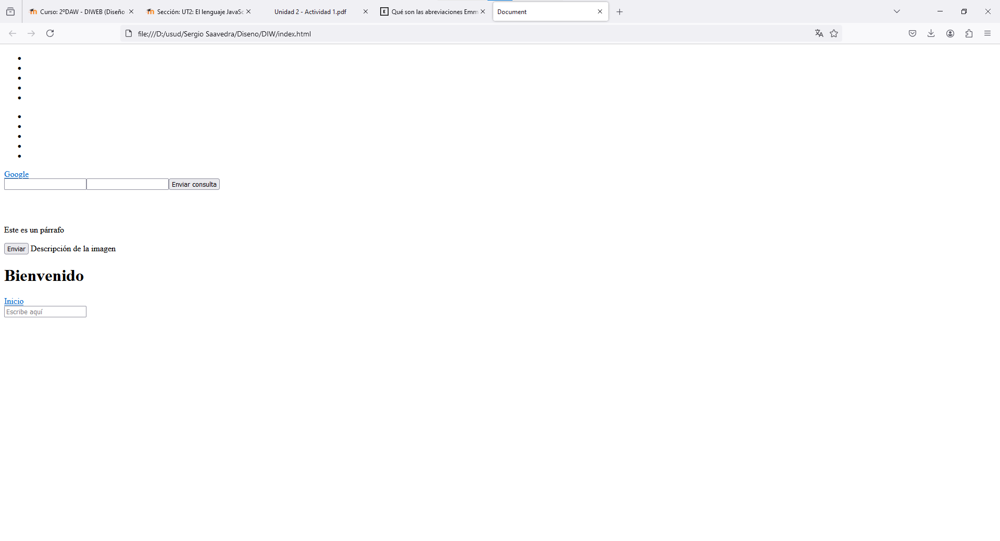 Curso: 2ºDAW - DIWEB (Diseño
Sección: UT2: El lenguaje JavaSc
Unidad 2 - Actividad 1.pdf
Qué son las abreviaciones Emm
Document
file:///D:/usud/Sergio Saavedra/Diseno/DIW/index.html
Google
Enviar consulta
Este es un párrafo
Enviar Descripción de la imagen
Bienvenido
Inicio
Escribe aquí